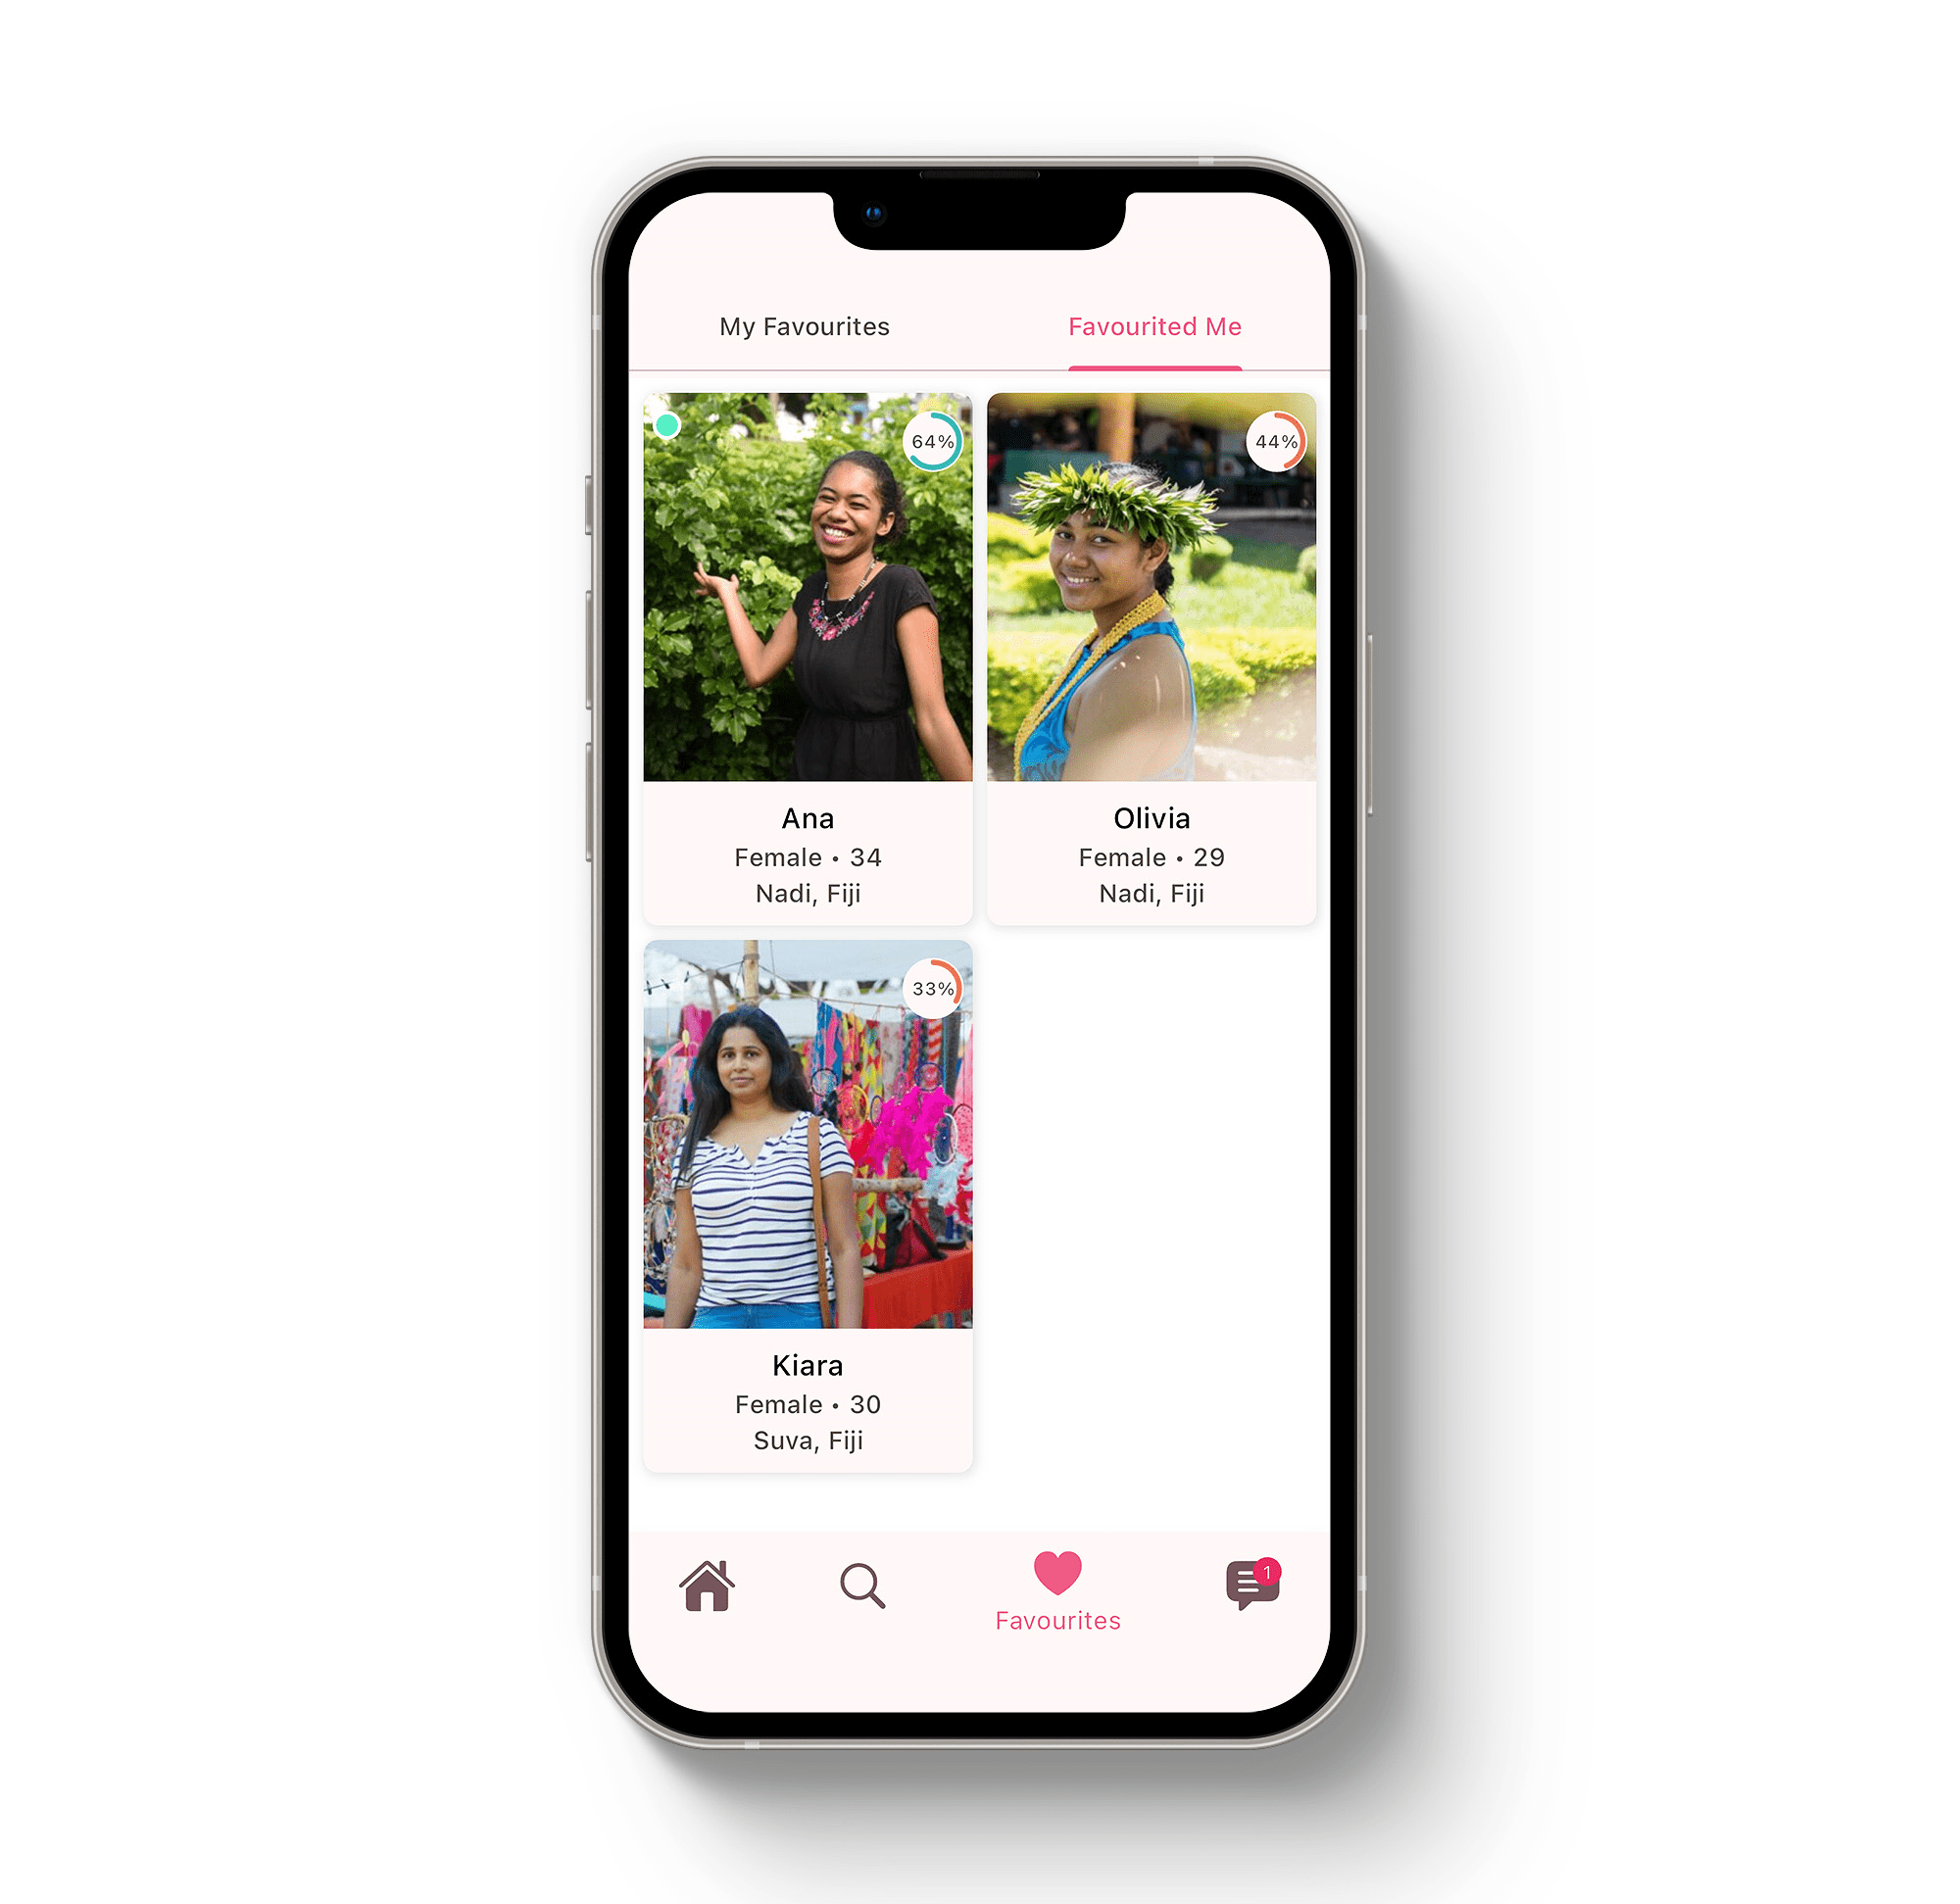 My Favourites
Favourited Me
64%
44%
Ana
Female • 34
Nadi, Fiji
Olivia
Female • 29
Nadi, Fiji
33%
Kiara
Female • 30
Suva, Fiji
1
Favourites